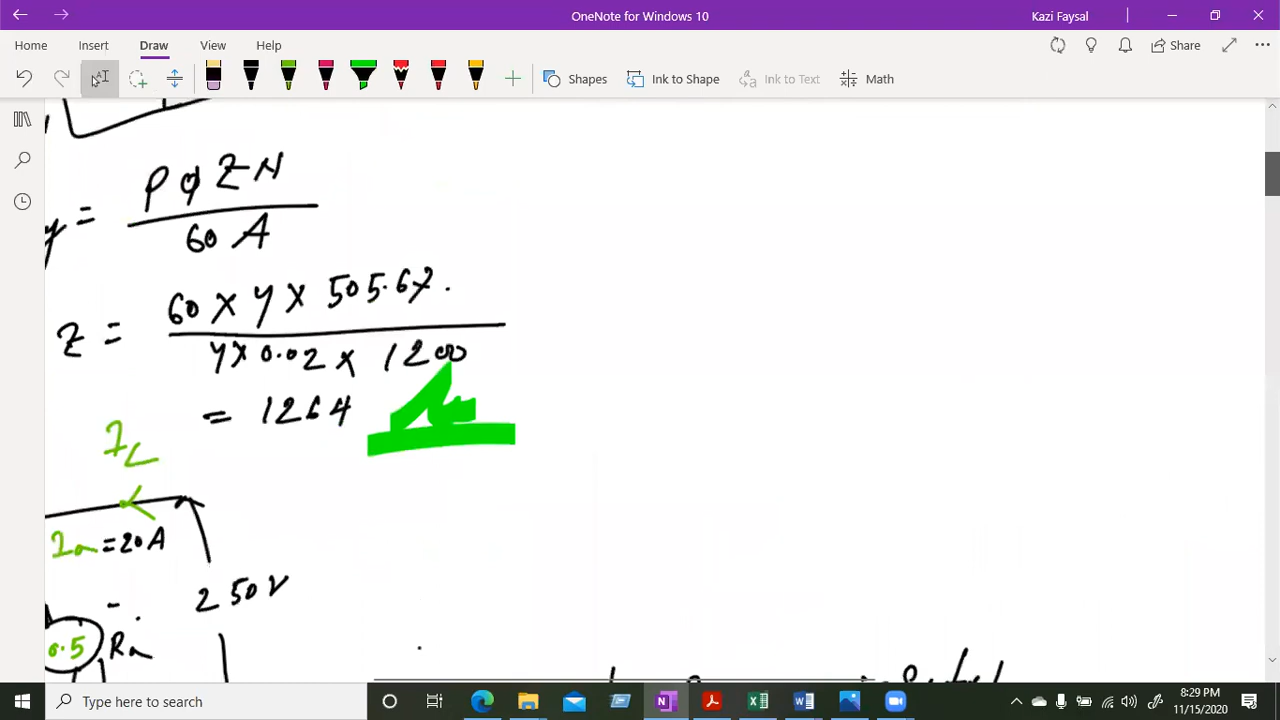 OneNote for Windows 10
Kazi Faysal
Home Insert Draw View Help
Share
Shapes Ink to Shape Ink to Text Math
= PφZN
60 A
Z = 60 x 4 x 505.67.
4 x 0.02 x 1200
= 1264
IL
Ia = 20 A
250V
0.5 Ra
Type here to search
8:29 PM
11/15/2020